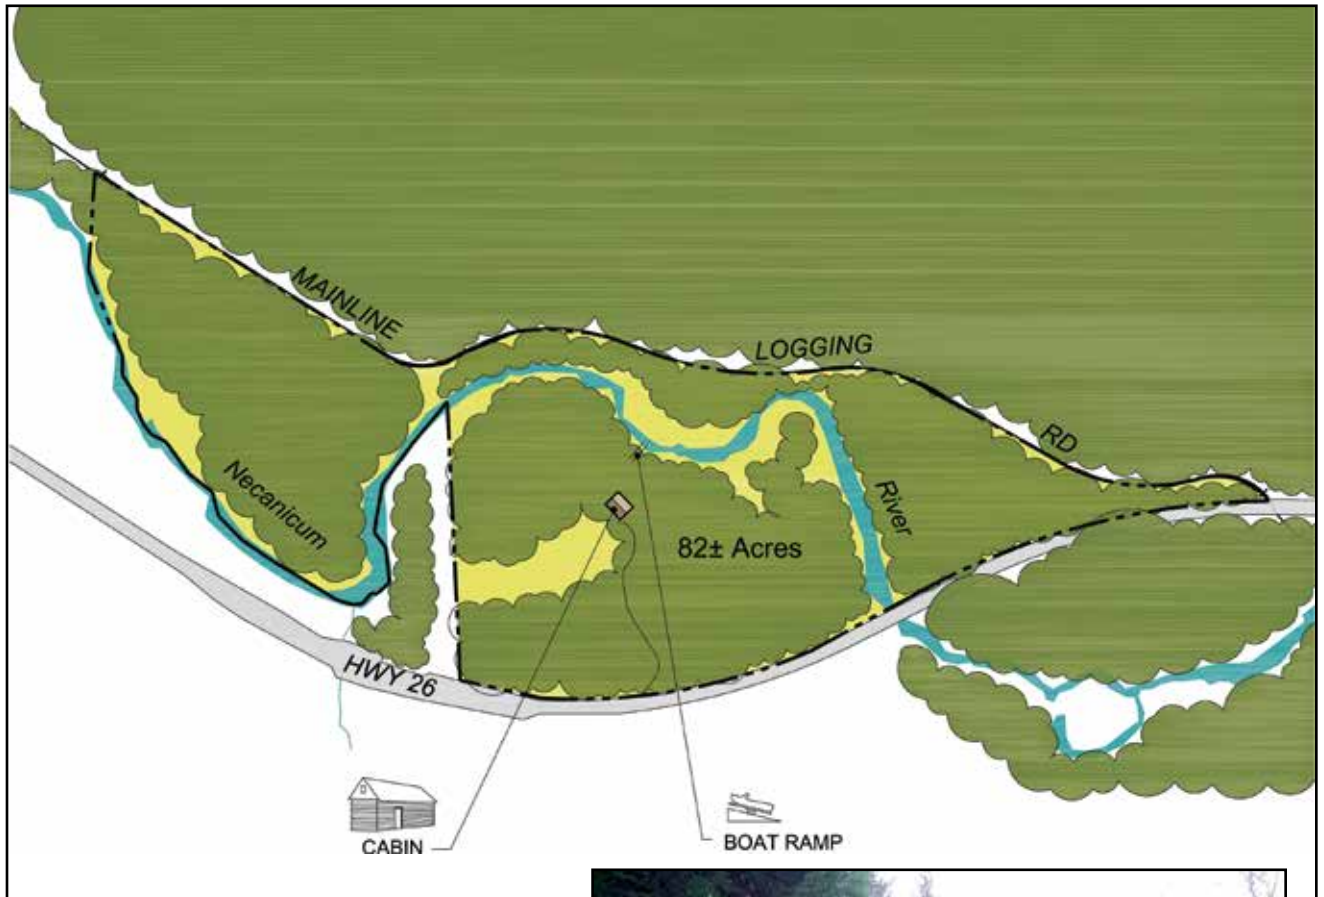 MAINLINE
LOGGING
RD
Necanicum
River
82± Acres
HWY 26
CABIN
BOAT RAMP